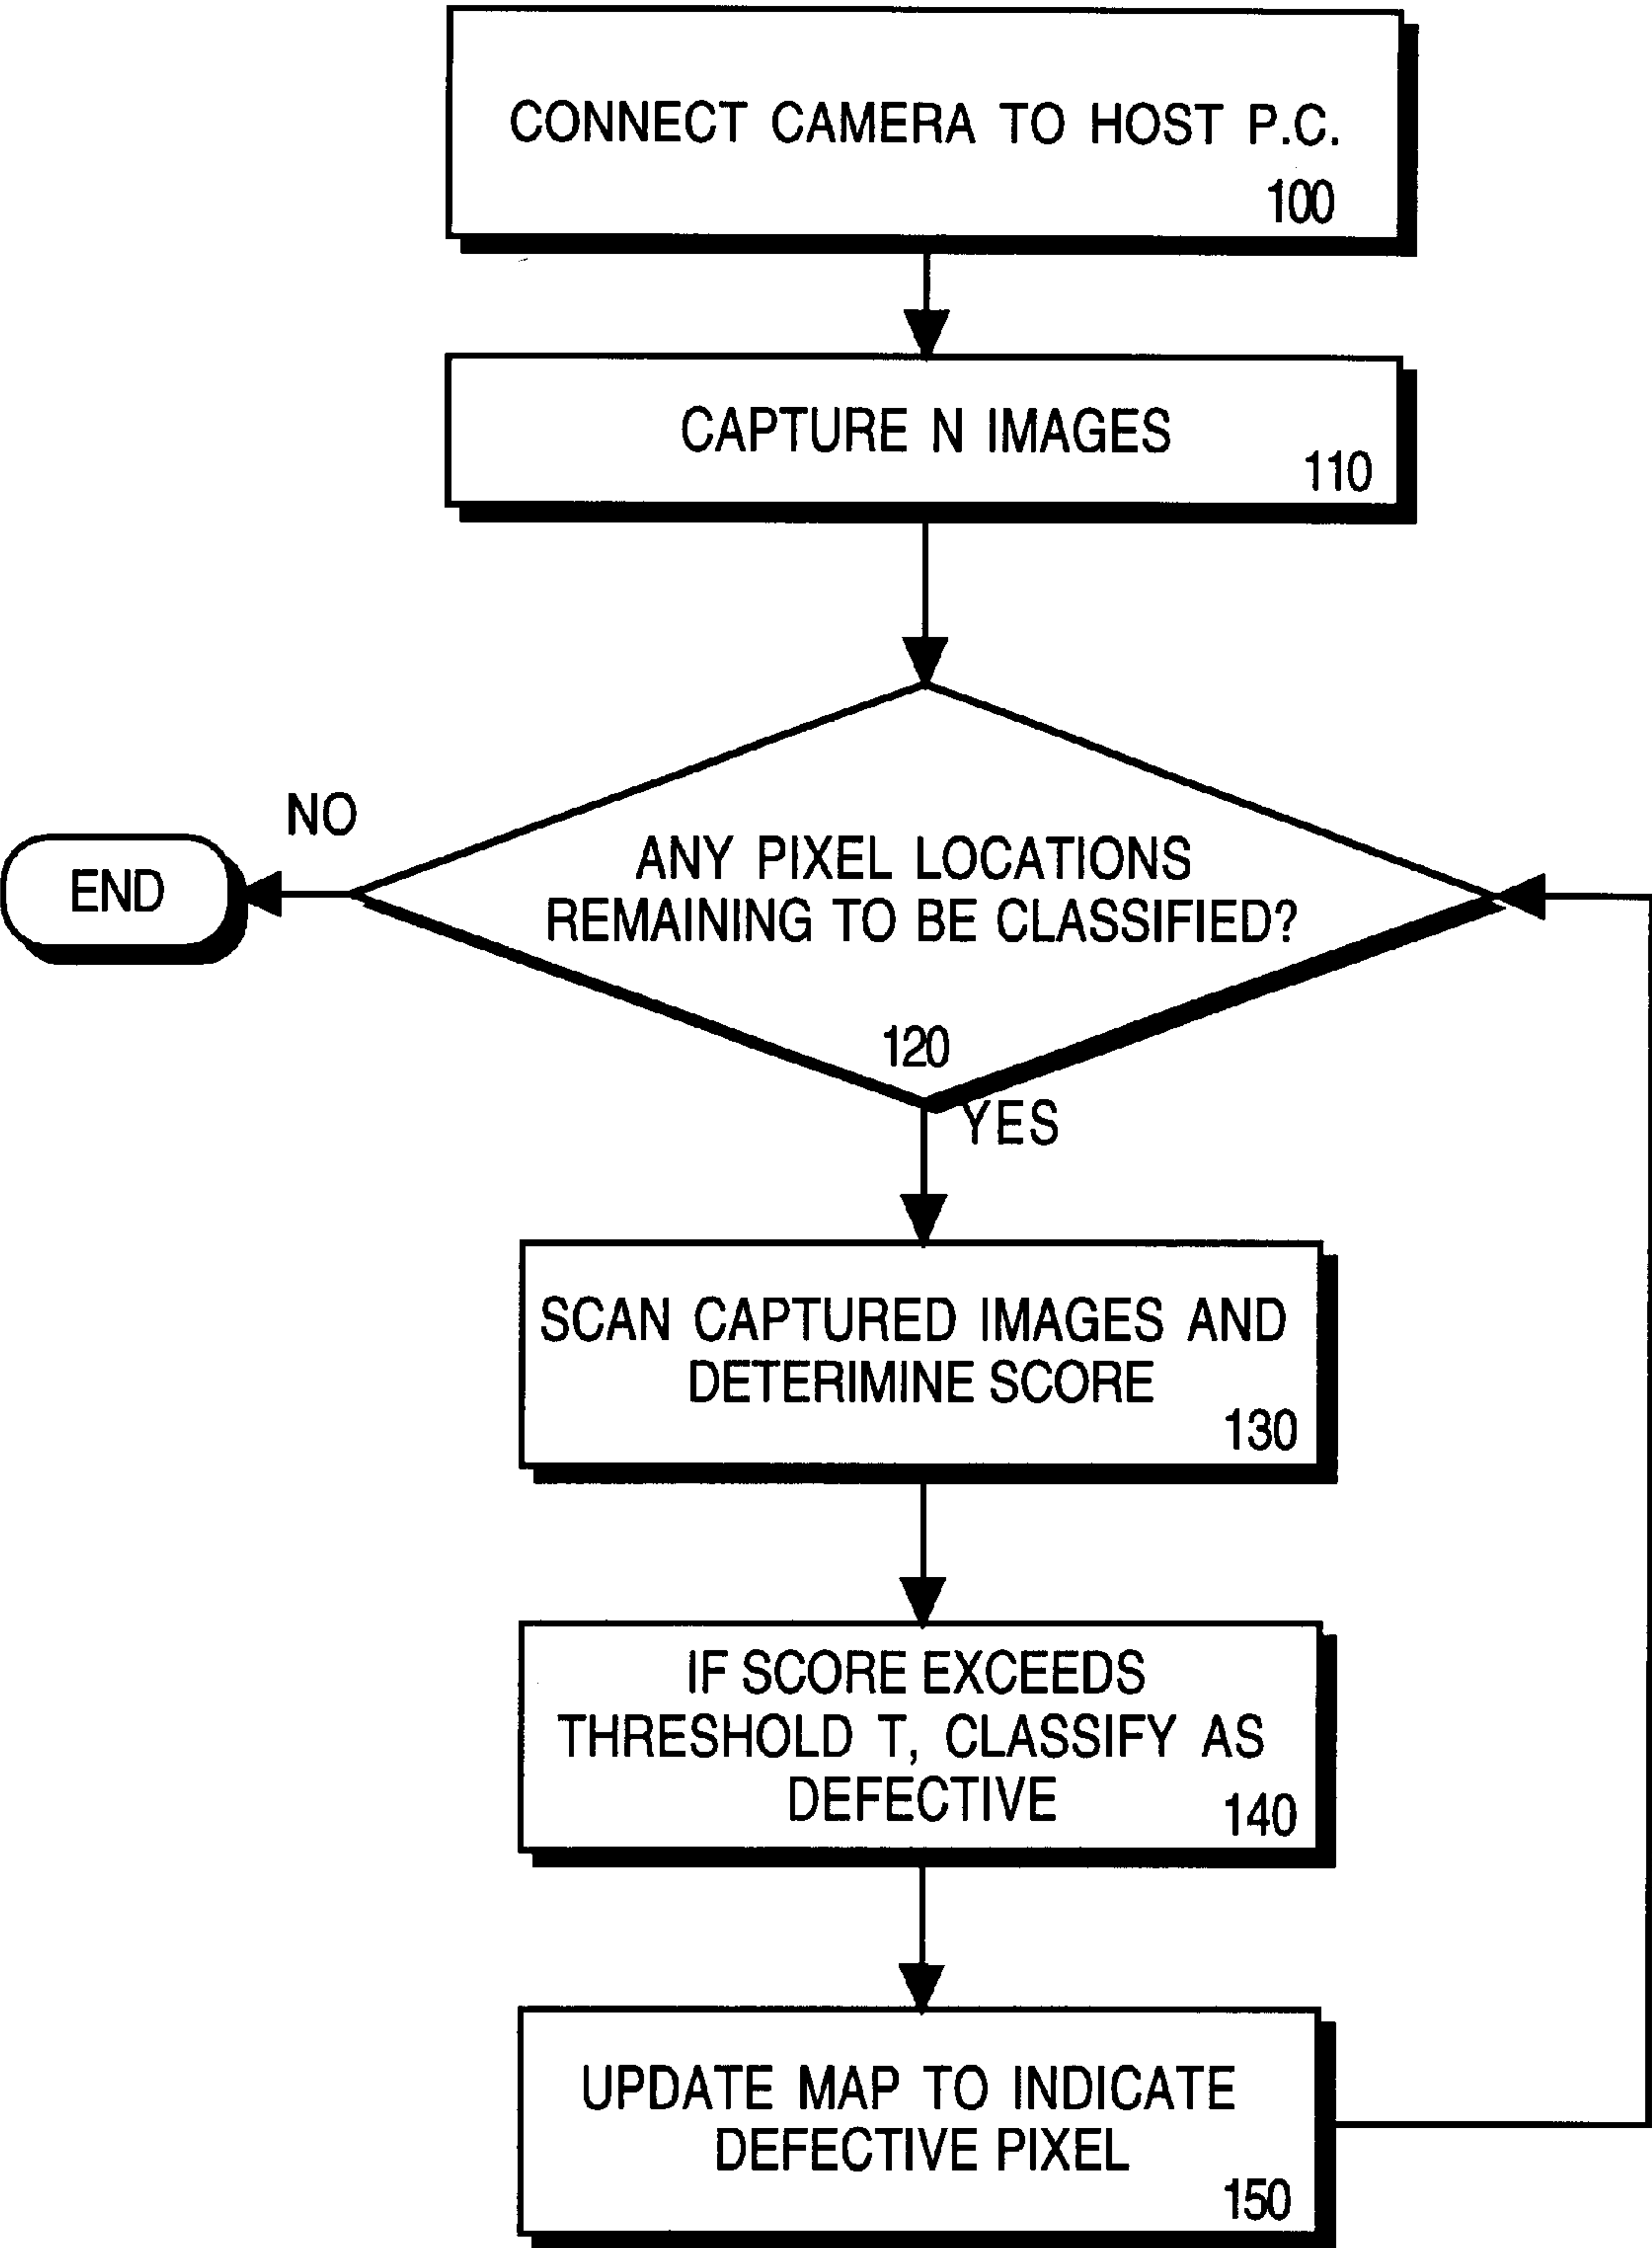 CONNECT CAMERA TO HOST P.C.
100
CAPTURE N IMAGES
110
NO
END
ANY PIXEL LOCATIONS
REMAINING TO BE CLASSIFIED?
120
YES
SCAN CAPTURED IMAGES AND
DETERIMINE SCORE
130
IF SCORE EXCEEDS
THRESHOLD T, CLASSIFY AS
DEFECTIVE
140
UPDATE MAP TO INDICATE
DEFECTIVE PIXEL
150